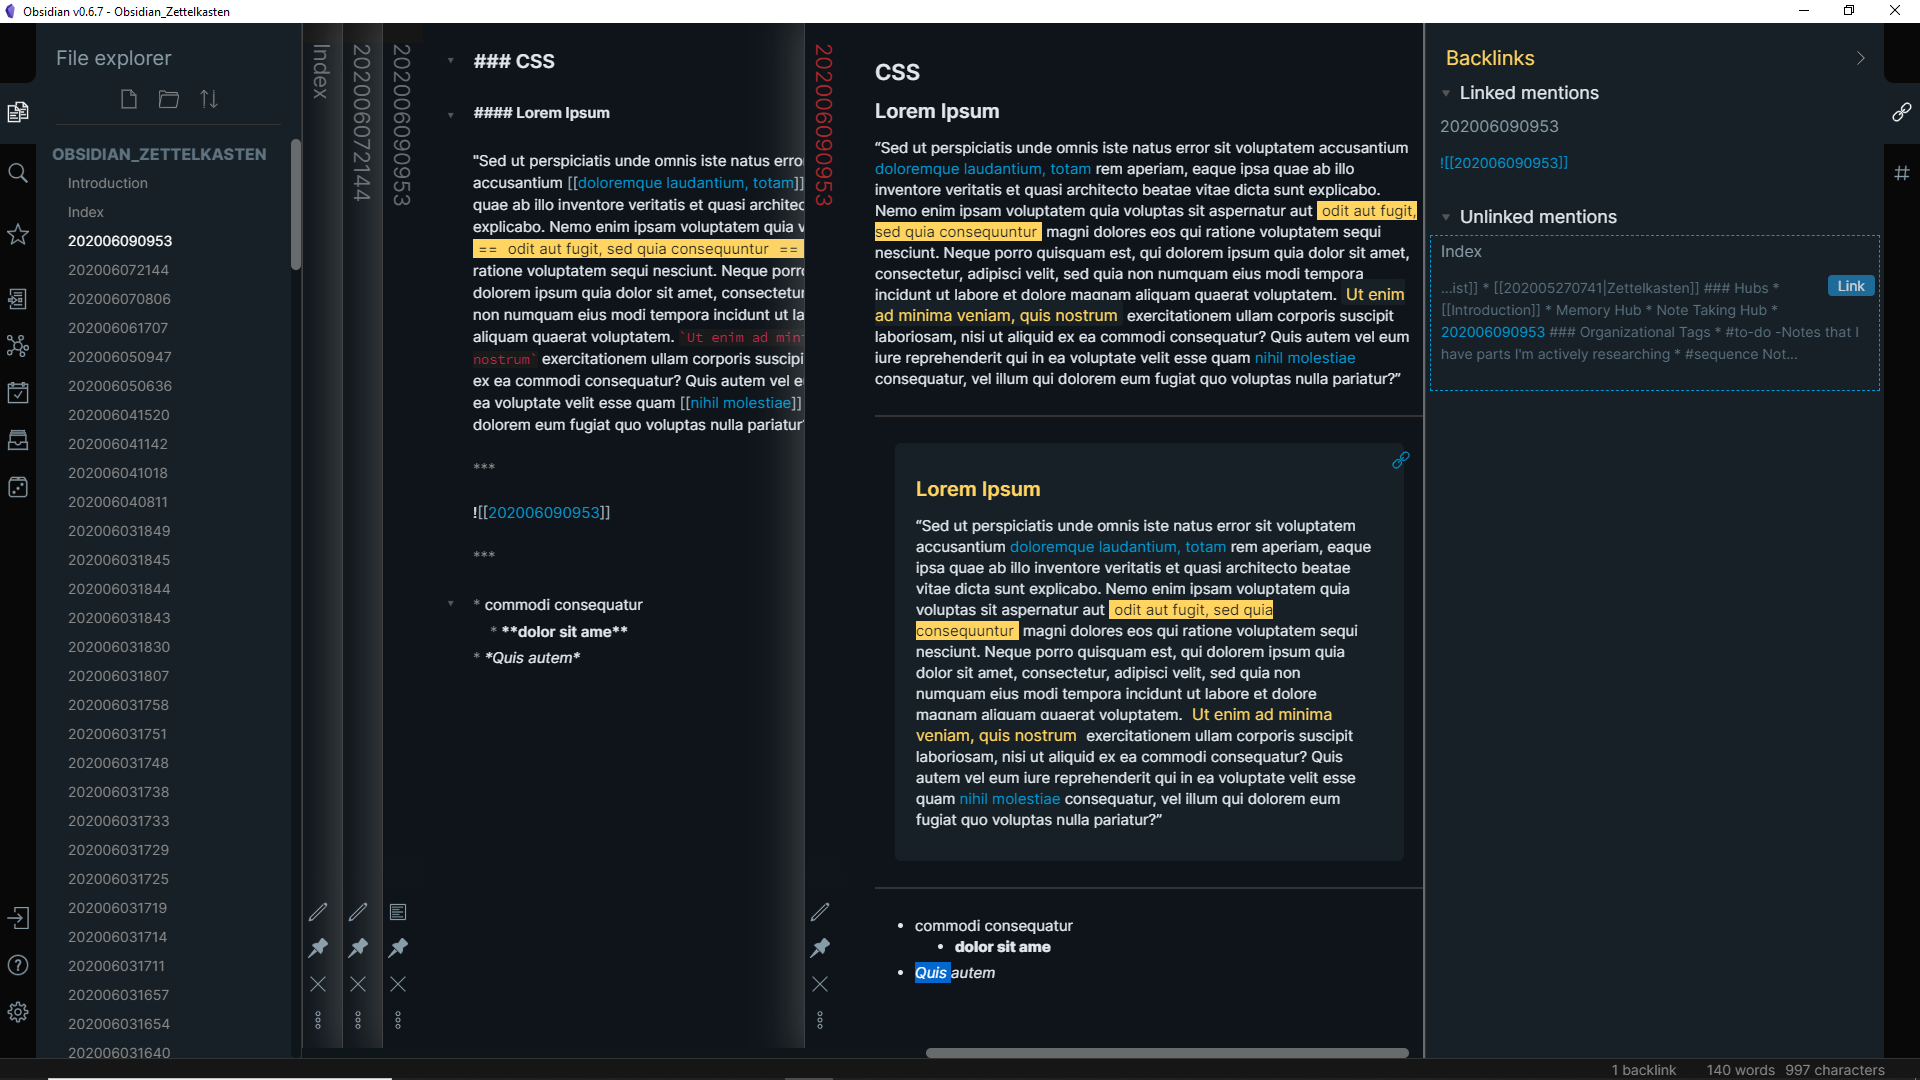 Obsidian v0.6.7 - Obsidian_Zettelkasten
File explorer
OBSIDIAN_ZETTELKASTEN
Introduction
Index
202006090953
202006072144
202006070806
202006061707
202006050947
202006050636
202006041520
202006041142
202006041018
202006040811
202006031849
202006031845
202006031844
202006031843
202006031830
202006031807
202006031758
202006031751
202006031748
202006031738
202006031733
202006031729
202006031725
202006031719
202006031714
202006031711
202006031657
202006031654
202006031640
Index
202006072144
202006090953
### CSS
#### Lorem Ipsum
"Sed ut perspiciatis unde omnis iste natus error
accusantium [[doloremque laudantium, totam]]
quae ab illo inventore veritatis et quasi architec
explicabo. Nemo enim ipsam voluptatem quia v
== odit aut fugit, sed quia consequuntur ==
ratione voluptatem sequi nesciunt. Neque porro
dolorem ipsum quia dolor sit amet, consectetur
non numquam eius modi tempora incidunt ut la
aliquam quaerat voluptatem. `Ut enim ad mini
nostrum` exercitationem ullam corporis suscipi
ex ea commodi consequatur? Quis autem vel e
ea voluptate velit esse quam [[nihil molestiae]]
dolorem eum fugiat quo voluptas nulla pariatur?
***
![[202006090953]]
***
* commodi consequatur
* **dolor sit ame**
* *Quis autem*
202006090953
CSS
Lorem Ipsum
“Sed ut perspiciatis unde omnis iste natus error sit voluptatem accusantium
doloremque laudantium, totam rem aperiam, eaque ipsa quae ab illo
inventore veritatis et quasi architecto beatae vitae dicta sunt explicabo.
Nemo enim ipsam voluptatem quia voluptas sit aspernatur aut odit aut fugit,
sed quia consequuntur magni dolores eos qui ratione voluptatem sequi
nesciunt. Neque porro quisquam est, qui dolorem ipsum quia dolor sit amet,
consectetur, adipisci velit, sed quia non numquam eius modi tempora
incidunt ut labore et dolore magnam aliquam quaerat voluptatem. Ut enim
ad minima veniam, quis nostrum exercitationem ullam corporis suscipit
laboriosam, nisi ut aliquid ex ea commodi consequatur? Quis autem vel eum
iure reprehenderit qui in ea voluptate velit esse quam nihil molestiae
consequatur, vel illum qui dolorem eum fugiat quo voluptas nulla pariatur?”
Lorem Ipsum
“Sed ut perspiciatis unde omnis iste natus error sit voluptatem
accusantium doloremque laudantium, totam rem aperiam, eaque
ipsa quae ab illo inventore veritatis et quasi architecto beatae
vitae dicta sunt explicabo. Nemo enim ipsam voluptatem quia
voluptas sit aspernatur aut odit aut fugit, sed quia
consequuntur magni dolores eos qui ratione voluptatem sequi
nesciunt. Neque porro quisquam est, qui dolorem ipsum quia
dolor sit amet, consectetur, adipisci velit, sed quia non
numquam eius modi tempora incidunt ut labore et dolore
magnam aliquam quaerat voluptatem. Ut enim ad minima
veniam, quis nostrum exercitationem ullam corporis suscipit
laboriosam, nisi ut aliquid ex ea commodi consequatur? Quis
autem vel eum iure reprehenderit qui in ea voluptate velit esse
quam nihil molestiae consequatur, vel illum qui dolorem eum
fugiat quo voluptas nulla pariatur?”
• commodi consequatur
• dolor sit ame
• Quis autem
Backlinks
Linked mentions
202006090953
![[202006090953]]
Unlinked mentions
Index
...ist]] * [[202005270741|Zettelkasten]] ### Hubs *
Link
[[Introduction]] * Memory Hub * Note Taking Hub *
202006090953 ### Organizational Tags * #to-do -Notes that I
have parts I'm actively researching * #sequence Not...
1 backlink 140 words 997 characters